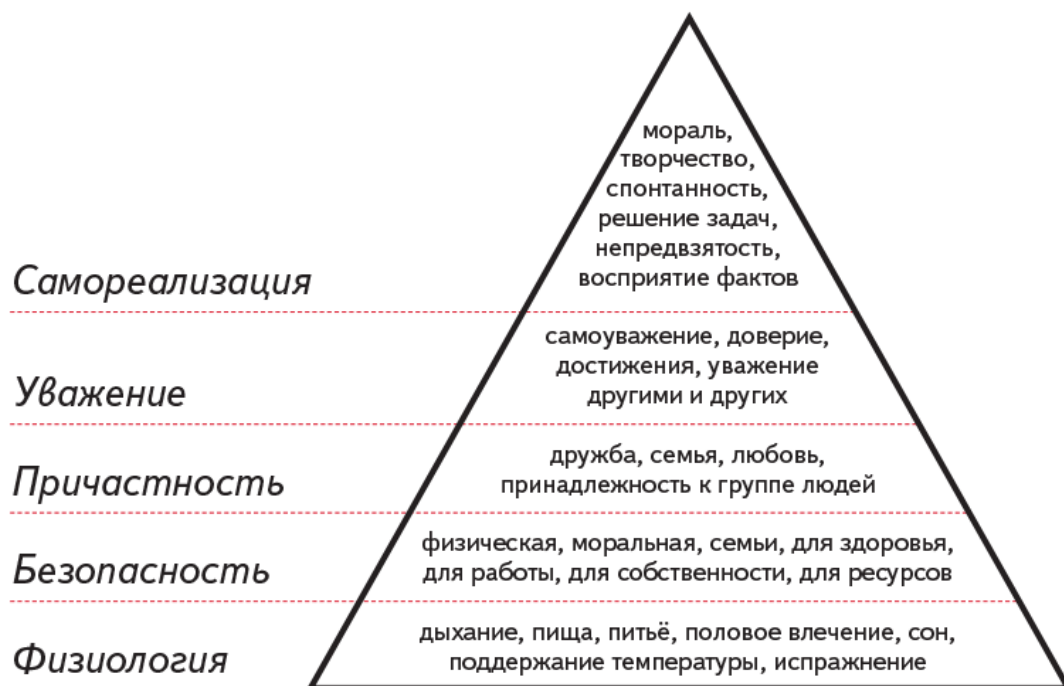 мораль,
творчество,
спонтанность,
решение задач,
непредвзятость,
восприятие фактов
Самореализация
самоуважение, доверие,
достижения, уважение
другими и других
Уважение
дружба, семья, любовь,
принадлежность к группе людей
Причастность
физическая, моральная, семьи, для здоровья,
для работы, для собственности, для ресурсов
Безопасность
дыхание, пища, питьё, половое влечение, сон,
поддержание температуры, испражнение
Физиология